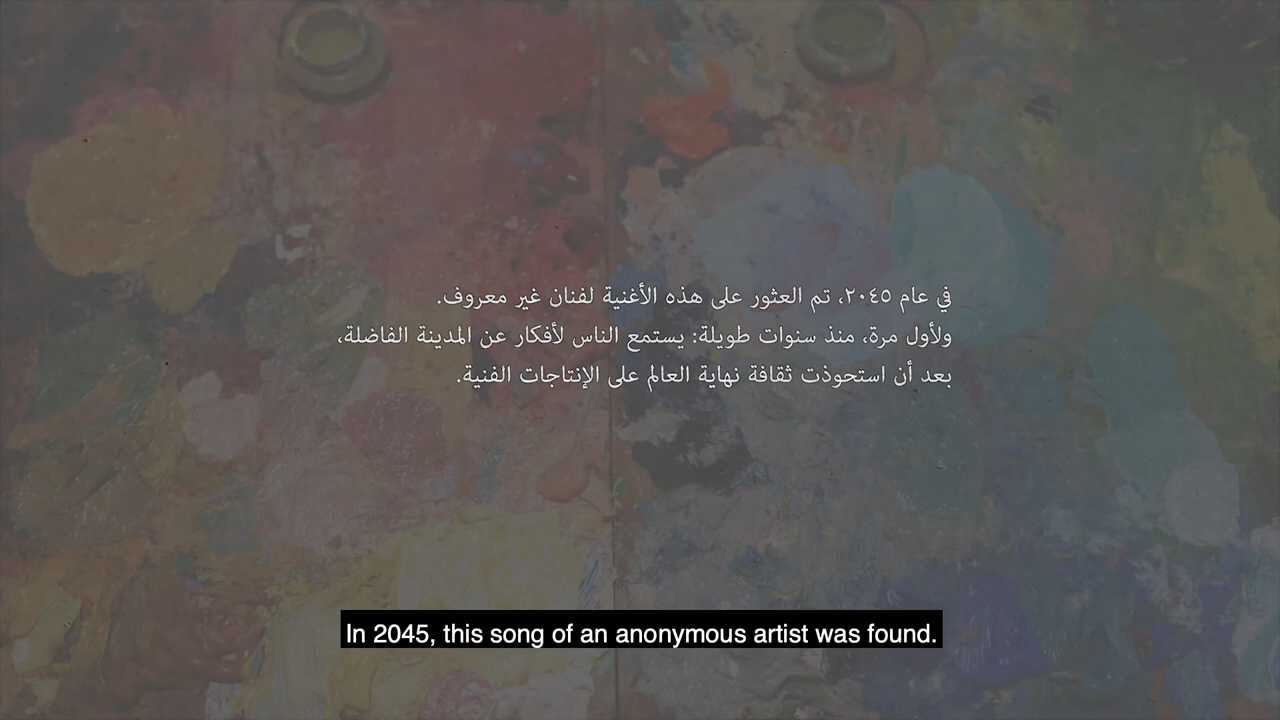 في عام ٢٠٤٥، تم العثور على هذه الأغنية لفنان غير معروف.
ولأول مرة، منذ سنوات طويلة: يستمع الناس لأفكار عن المدينة الفاضلة،
بعد أن استحوذت ثقافة نهاية العالم على الإنتاجات الفنية.
In 2045, this song of an anonymous artist was found.